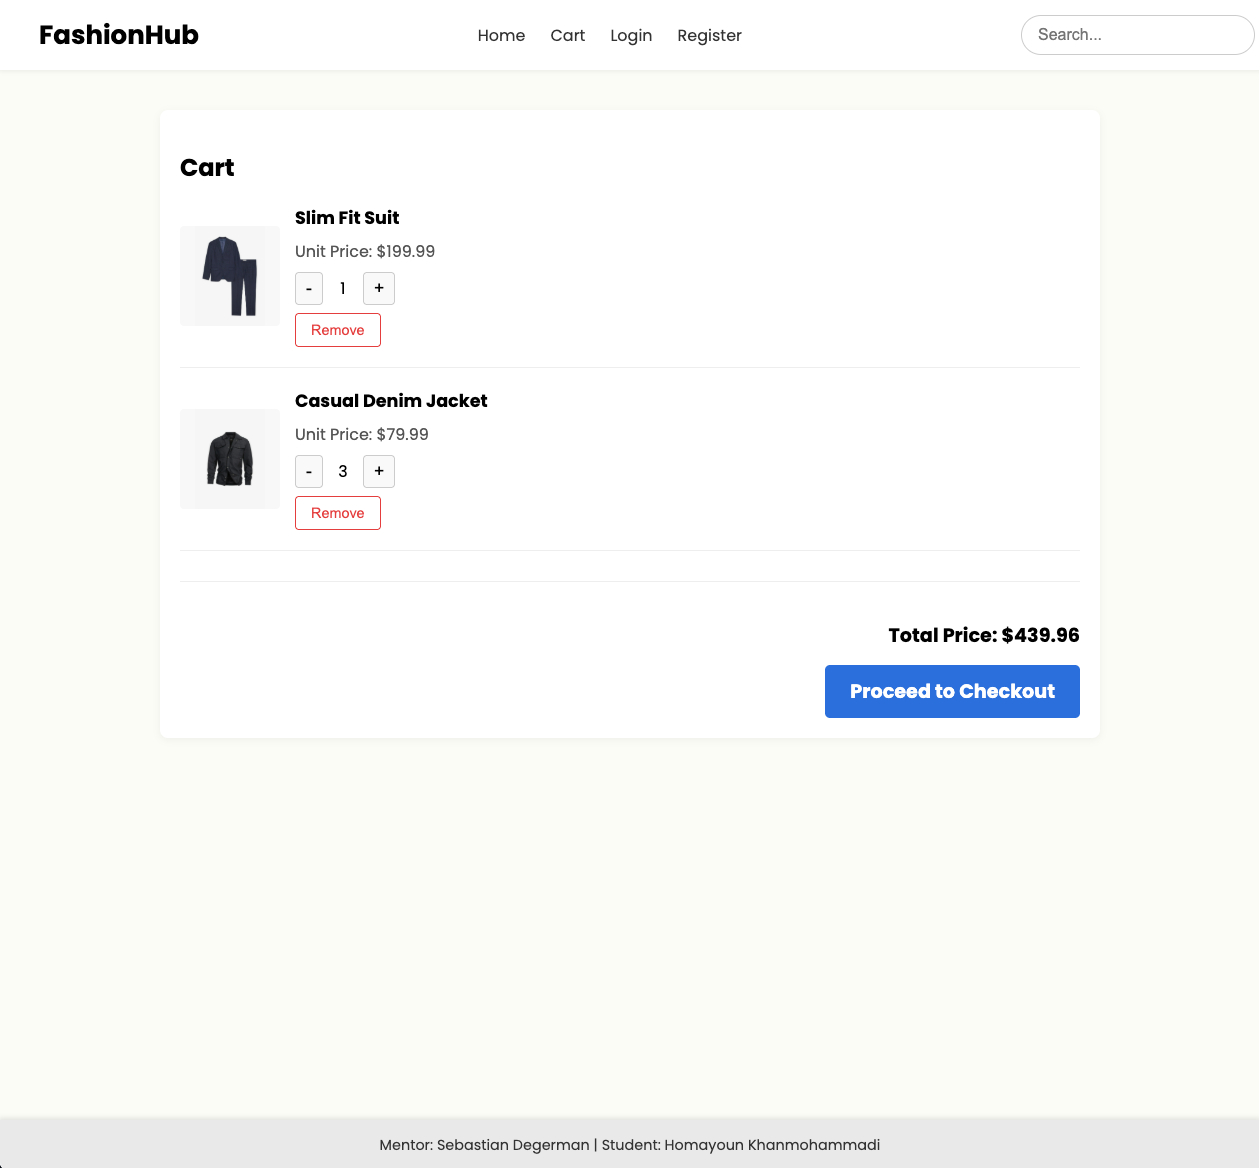 FashionHub
Home Cart Login Register
Search...
Cart
Slim Fit Suit
Unit Price: $199.99
- 1 +
Remove
Casual Denim Jacket
Unit Price: $79.99
- 3 +
Remove
Total Price: $439.96
Proceed to Checkout
Mentor: Sebastian Degerman | Student: Homayoun Khanmohammadi